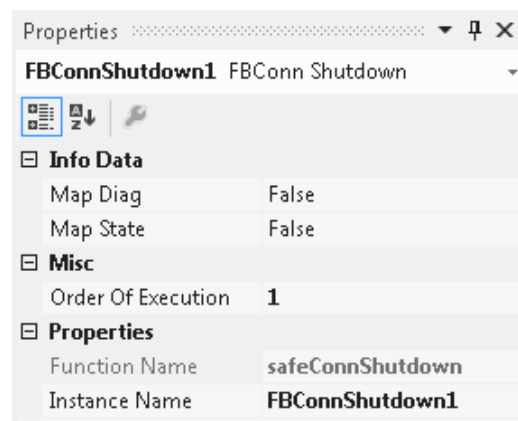 Properties
FBConnShutdown1 FBConn Shutdown
Info Data
Map Diag False
Map State False
Misc
Order Of Execution 1
Properties
Function Name safeConnShutdown
Instance Name FBConnShutdown1